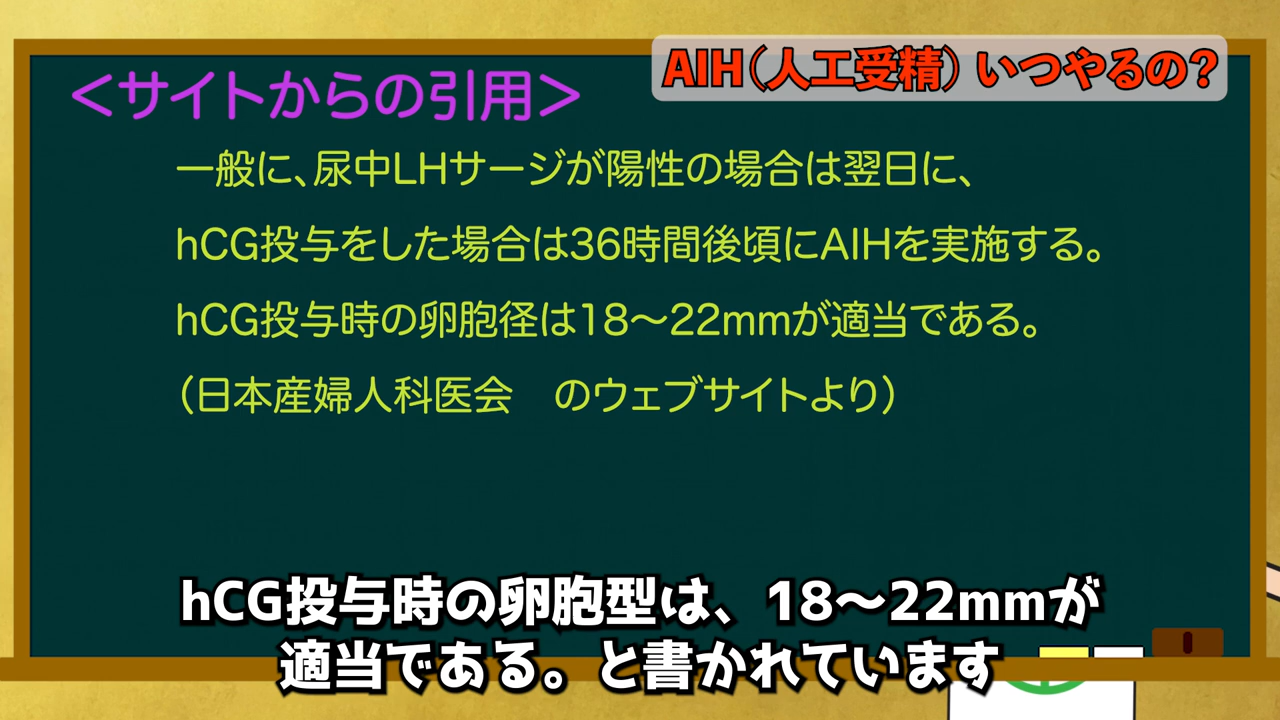 AIH(人工受精) いつやるの?
<サイトからの引用>
一般に、尿中LHサージが陽性の場合は翌日に、
hCG投与をした場合は36時間後頃にAIHを実施する。
hCG投与時の卵胞径は18〜22mmが適当である。
(日本産婦人科医会　のウェブサイトより)
hCG投与時の卵胞型は、18〜22mmが
適当である。と書かれています